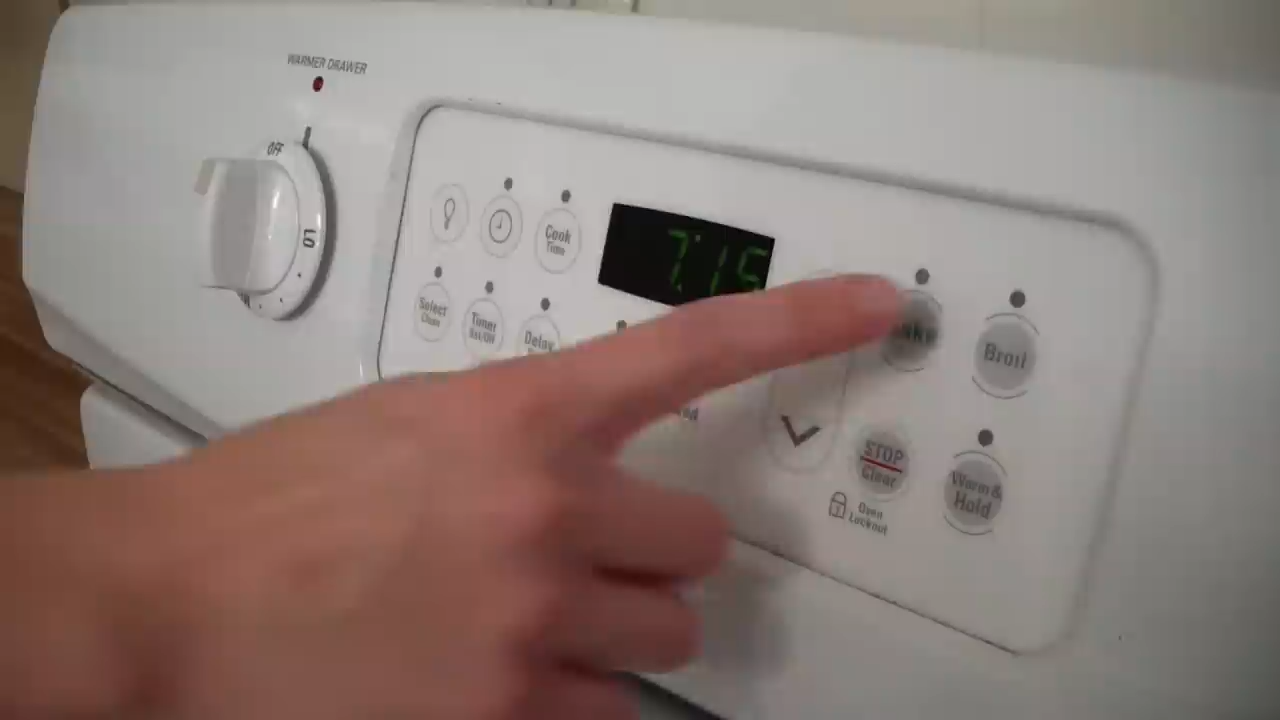 WARMER DRAWER
OFF
LO
Cook
Time
7:15
Select
Clean
Timer
Set/Off
Delay
Broil
STOP
Clear
Warm &
Hold
Oven
Lockout